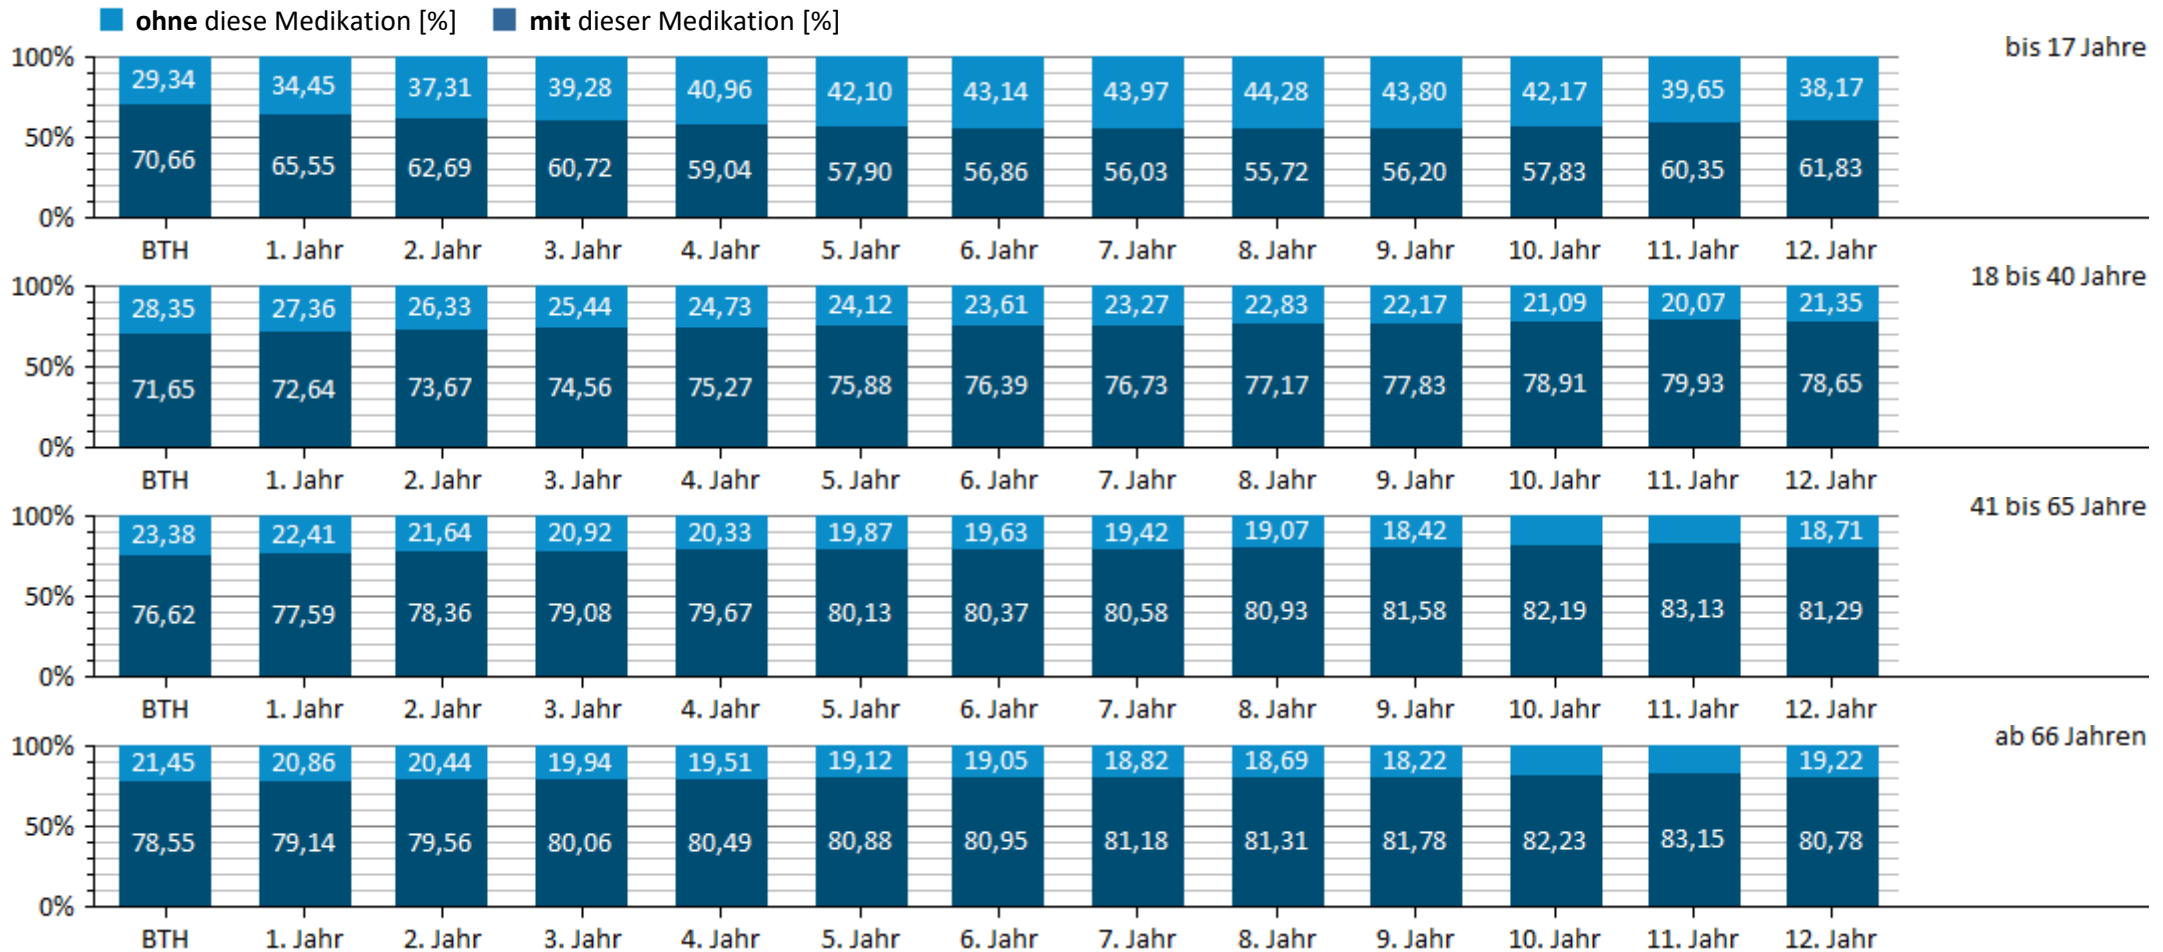 ohne diese Medikation [%] mit dieser Medikation [%]
bis 17 Jahre
100% 29,34 34,45 37,31 39,28 40,96 42,10 43,14 43,97 44,28 43,80 42,17 39,65 38,17
50%
70,66 65,55 62,69 60,72 59,04 57,90 56,86 56,03 55,72 56,20 57,83 60,35 61,83
0%
BTH 1. Jahr 2. Jahr 3. Jahr 4. Jahr 5. Jahr 6. Jahr 7. Jahr 8. Jahr 9. Jahr 10. Jahr 11. Jahr 12. Jahr
18 bis 40 Jahre
100% 28,35 27,36 26,33 25,44 24,73 24,12 23,61 23,27 22,83 22,17 21,09 20,07 21,35
50%
71,65 72,64 73,67 74,56 75,27 75,88 76,39 76,73 77,17 77,83 78,91 79,93 78,65
0%
BTH 1. Jahr 2. Jahr 3. Jahr 4. Jahr 5. Jahr 6. Jahr 7. Jahr 8. Jahr 9. Jahr 10. Jahr 11. Jahr 12. Jahr
41 bis 65 Jahre
100% 23,38 22,41 21,64 20,92 20,33 19,87 19,63 19,42 19,07 18,42 18,71
50%
76,62 77,59 78,36 79,08 79,67 80,13 80,37 80,58 80,93 81,58 82,19 83,13 81,29
0%
BTH 1. Jahr 2. Jahr 3. Jahr 4. Jahr 5. Jahr 6. Jahr 7. Jahr 8. Jahr 9. Jahr 10. Jahr 11. Jahr 12. Jahr
ab 66 Jahren
100% 21,45 20,86 20,44 19,94 19,51 19,12 19,05 18,82 18,69 18,22 19,22
50%
78,55 79,14 79,56 80,06 80,49 80,88 80,95 81,18 81,31 81,78 82,23 83,15 80,78
0%
BTH 1. Jahr 2. Jahr 3. Jahr 4. Jahr 5. Jahr 6. Jahr 7. Jahr 8. Jahr 9. Jahr 10. Jahr 11. Jahr 12. Jahr